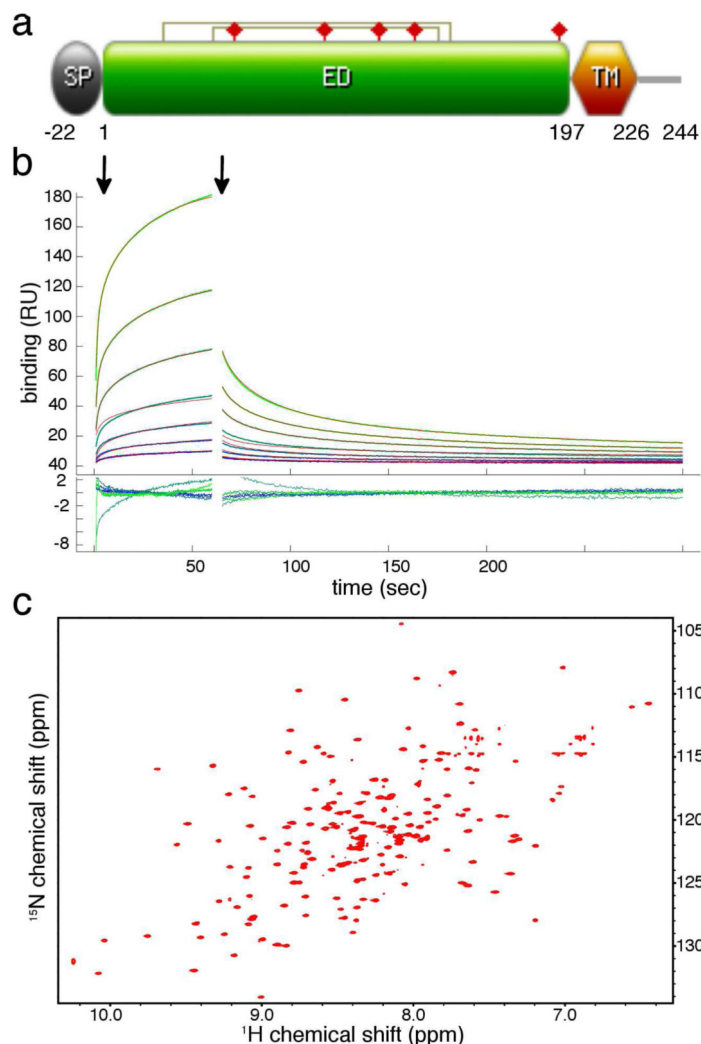 a
SP
ED
TM
-22 1 197 226 244
b
180
160
140
120
100
80
60
40
20
40
binding (RU)
2
-2
-8
50 100 150 200
time (sec)
c
105
110
115
120
125
130
¹⁵N chemical shift (ppm)
10.0 9.0 8.0 7.0
¹H chemical shift (ppm)